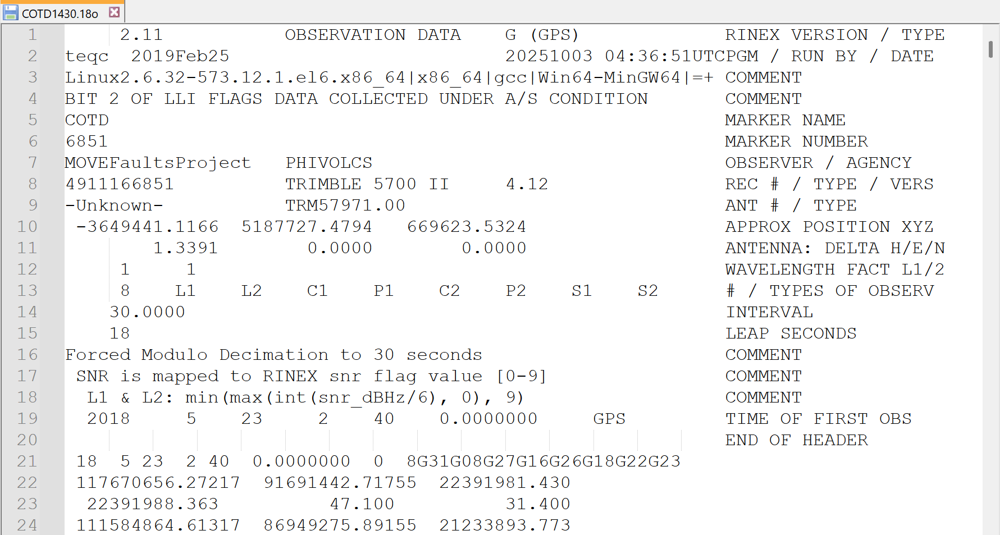 COTD1430.18o
1 2.11 OBSERVATION DATA G (GPS) RINEX VERSION / TYPE
2 teqc 2019Feb25 20251003 04:36:51UTCPGM / RUN BY / DATE
3 Linux2.6.32-573.12.1.el6.x86_64|x86_64|gcc|Win64-MinGW64|=+ COMMENT
4 BIT 2 OF LLI FLAGS DATA COLLECTED UNDER A/S CONDITION COMMENT
5 COTD MARKER NAME
6 6851 MARKER NUMBER
7 MOVEFaultsProject PHIVOLCS OBSERVER / AGENCY
8 4911166851 TRIMBLE 5700 II 4.12 REC # / TYPE / VERS
9 -Unknown- TRM57971.00 ANT # / TYPE
10 -3649441.1166 5187727.4794 669623.5324 APPROX POSITION XYZ
11 1.3391 0.0000 0.0000 ANTENNA: DELTA H/E/N
12 1 1 WAVELENGTH FACT L1/2
13 8 L1 L2 C1 P1 C2 P2 S1 S2 # / TYPES OF OBSERV
14 30.0000 INTERVAL
15 18 LEAP SECONDS
16 Forced Modulo Decimation to 30 seconds COMMENT
17 SNR is mapped to RINEX snr flag value [0-9] COMMENT
18 L1 & L2: min(max(int(snr_dBHz/6), 0), 9) COMMENT
19 2018 5 23 2 40 0.0000000 GPS TIME OF FIRST OBS
20 END OF HEADER
21 18 5 23 2 40 0.0000000 0 8G31G08G27G16G26G18G22G23
22 117670656.27217 91691442.71755 22391981.430
23 22391988.363 47.100 31.400
24 111584864.61317 86949275.89155 21233893.773